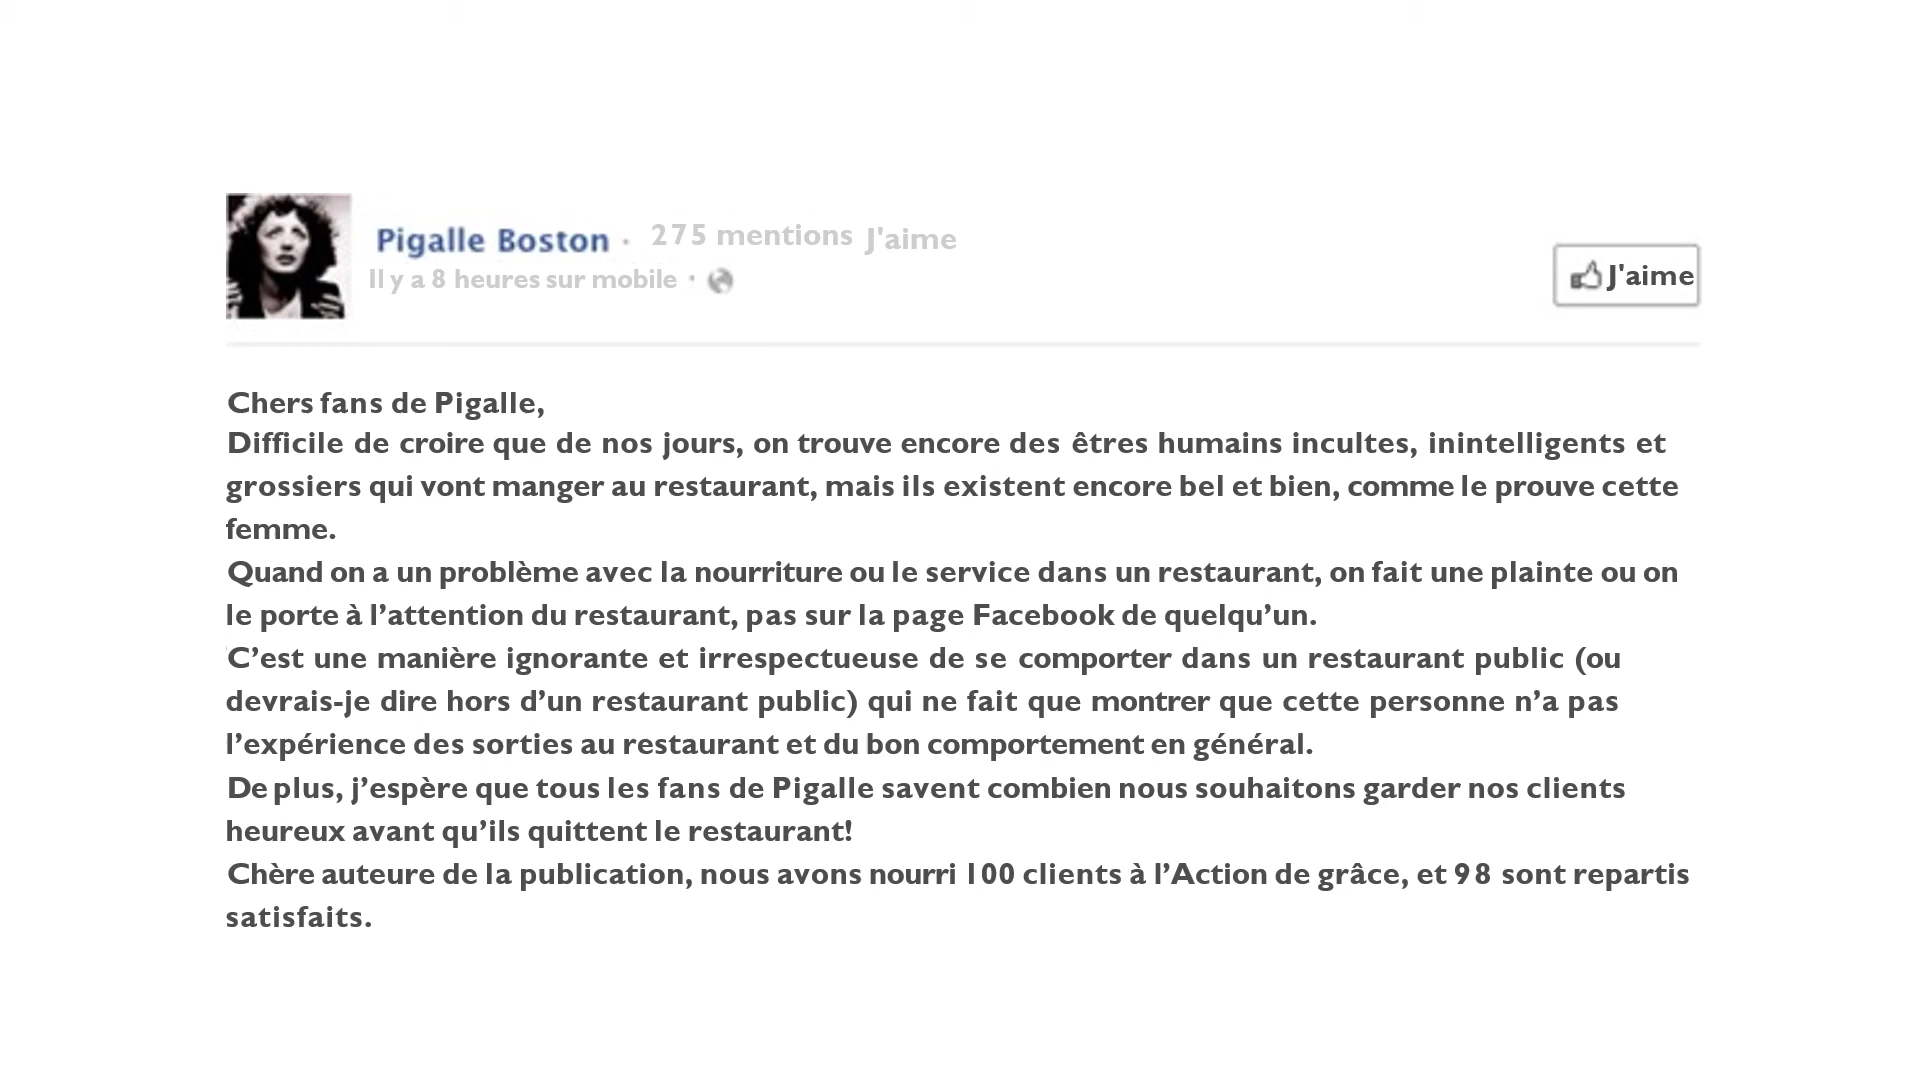 Pigalle Boston · 275 mentions J'aime
Il y a 8 heures sur mobile ·
J'aime
Chers fans de Pigalle,
Difficile de croire que de nos jours, on trouve encore des êtres humains incultes, inintelligents et
grossiers qui vont manger au restaurant, mais ils existent encore bel et bien, comme le prouve cette
femme.
Quand on a un problème avec la nourriture ou le service dans un restaurant, on fait une plainte ou on
le porte à l’attention du restaurant, pas sur la page Facebook de quelqu’un.
C’est une manière ignorante et irrespectueuse de se comporter dans un restaurant public (ou
devrais-je dire hors d’un restaurant public) qui ne fait que montrer que cette personne n’a pas
l’expérience des sorties au restaurant et du bon comportement en général.
De plus, j’espère que tous les fans de Pigalle savent combien nous souhaitons garder nos clients
heureux avant qu’ils quittent le restaurant!
Chère auteure de la publication, nous avons nourri 100 clients à l’Action de grâce, et 98 sont repartis
satisfaits.